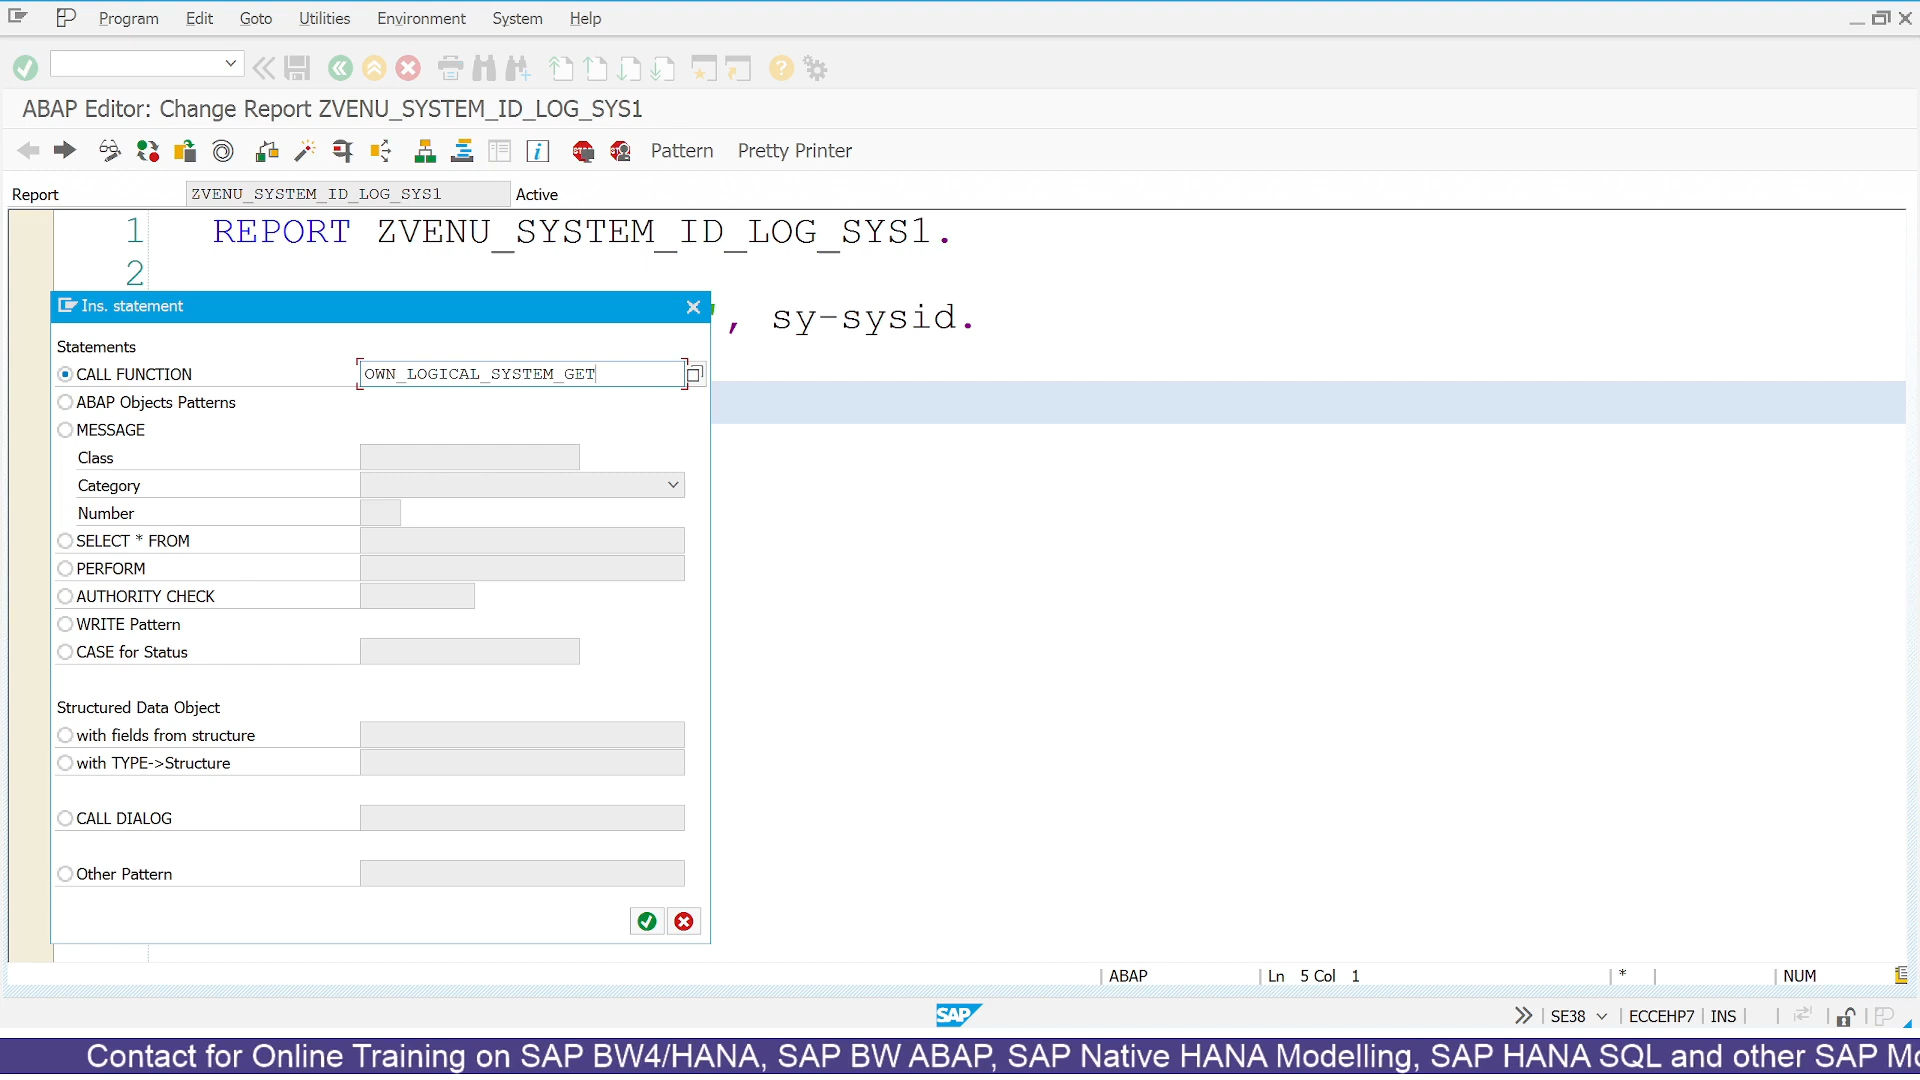 Program Edit Goto Utilities Environment System Help
ABAP Editor: Change Report ZVENU_SYSTEM_ID_LOG_SYS1
Pattern Pretty Printer
Report ZVENU_SYSTEM_ID_LOG_SYS1 Active
1 REPORT ZVENU_SYSTEM_ID_LOG_SYS1.
2
', sy-sysid.
Ins. statement
Statements
CALL FUNCTION OWN_LOGICAL_SYSTEM_GET
ABAP Objects Patterns
MESSAGE
Class
Category
Number
SELECT * FROM
PERFORM
AUTHORITY CHECK
WRITE Pattern
CASE for Status
Structured Data Object
with fields from structure
with TYPE->Structure
CALL DIALOG
Other Pattern
ABAP Ln 5 Col 1 * NUM
SAP SE38 ECCEHP7 INS
Contact for Online Training on SAP BW4/HANA, SAP BW ABAP, SAP Native HANA Modelling, SAP HANA SQL and other SAP Mo